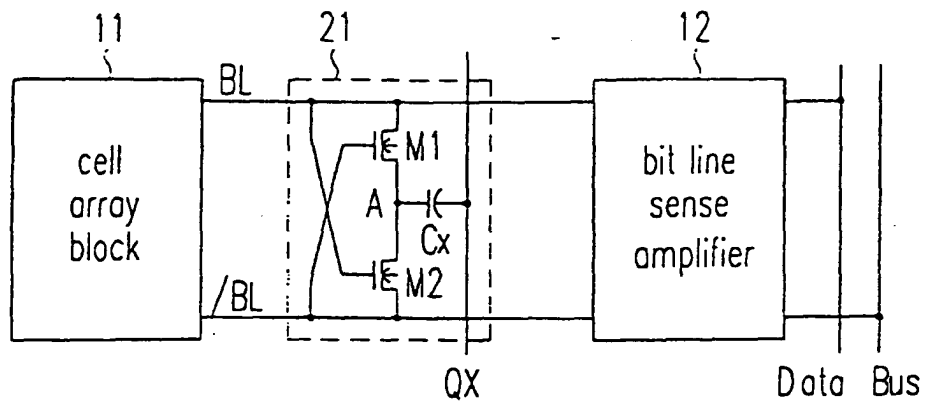 11
21
12
BL
cell
array
block
M1
A
Cx
M2
/BL
bit line
sense
amplifier
QX
Data Bus